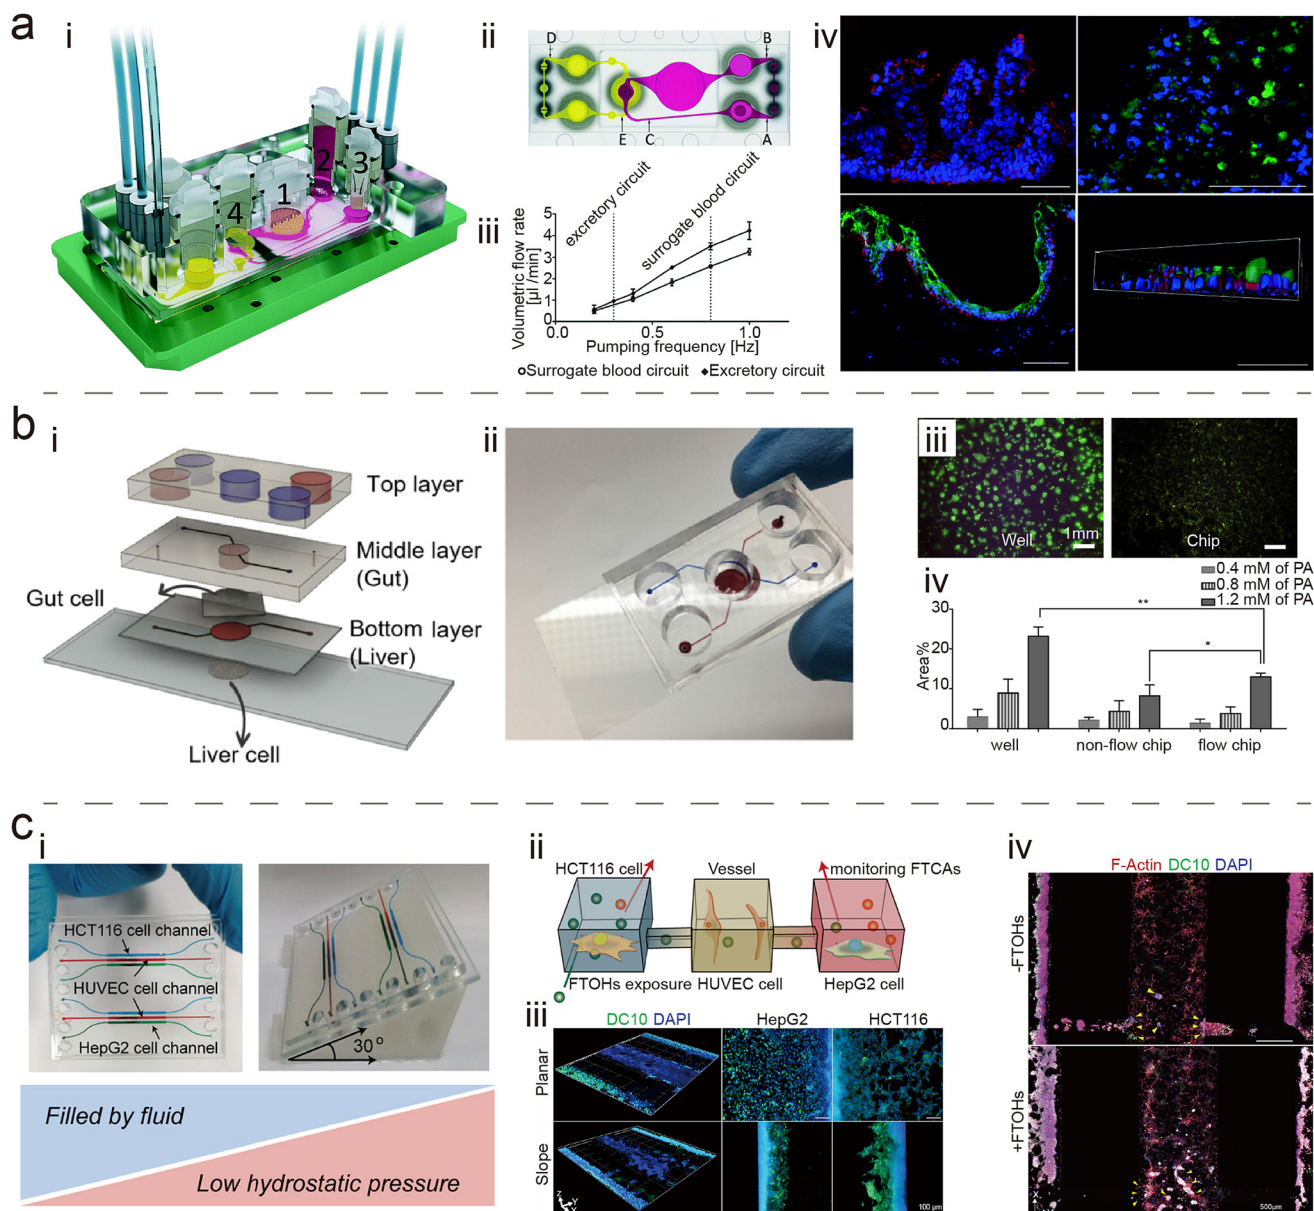 a
i
1
2
3
4
ii
D
B
E
C
A
iii
excretory circuit
surrogate blood circuit
Volumetric flow rate
[µl /min]
5
4
3
2
1
0
0.0
0.5
1.0
Pumping frequency [Hz]
Surrogate blood circuit
Excretory circuit
iv
b
i
Top layer
Middle layer
(Gut)
Gut cell
Bottom layer
(Liver)
Liver cell
ii
iii
Well
1mm
Chip
iv
0.4 mM of PA
0.8 mM of PA
1.2 mM of PA
Area%
30
20
10
0
**
*
well
non-flow chip
flow chip
c
i
HCT116 cell channel
HUVEC cell channel
HepG2 cell channel
30°
Filled by fluid
Low hydrostatic pressure
ii
HCT116 cell
Vessel
monitoring FTCAs
FTOHs exposure
HUVEC cell
HepG2 cell
iii
DC10 DAPI
HepG2
HCT116
Planar
Slope
Z
Y
X
100 µm
iv
F-Actin DC10 DAPI
-FTOHs
+FTOHs
X
500µm